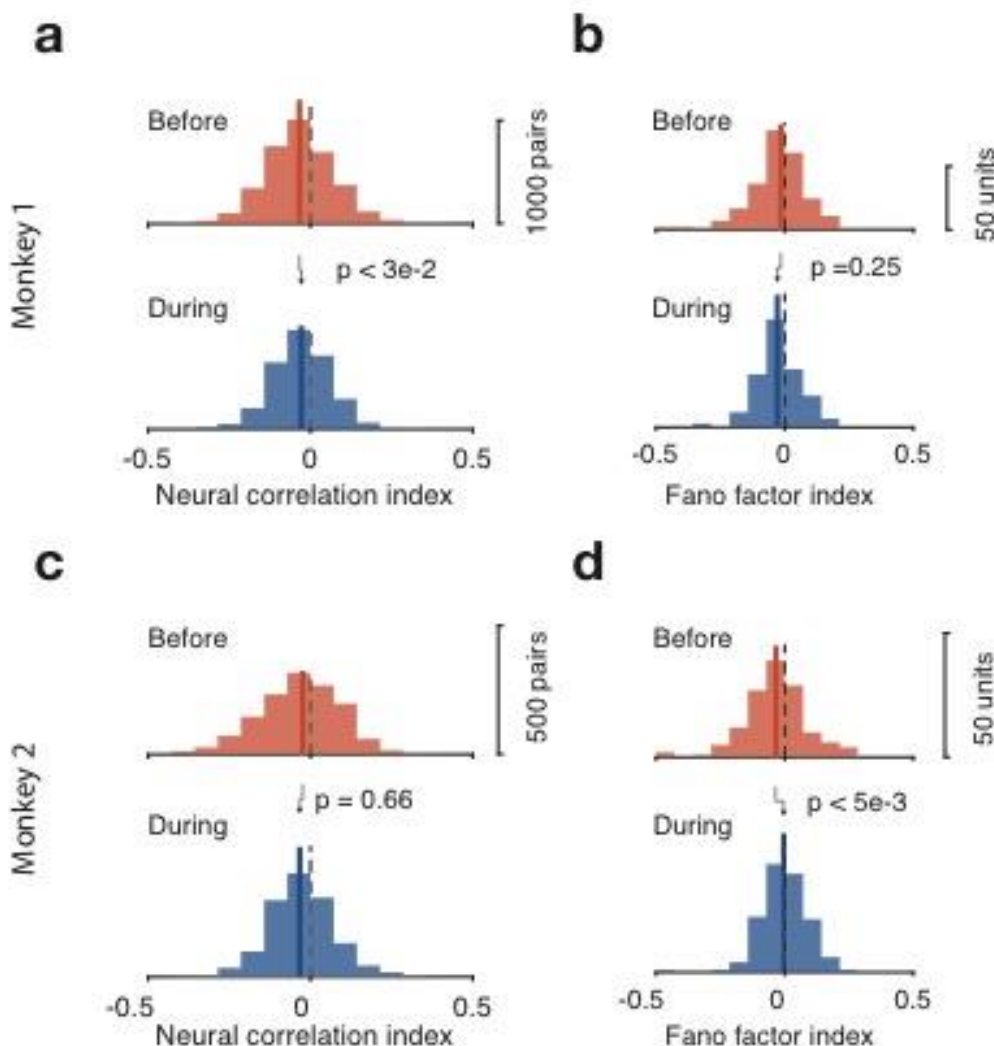 a
b
Monkey 1
Before
1000 pairs
Before
50 units
p < 3e-2
p =0.25
During
During
-0.5 0 0.5
-0.5 0 0.5
Neural correlation index
Fano factor index
c
d
Monkey 2
Before
500 pairs
Before
50 units
p = 0.66
p < 5e-3
During
During
-0.5 0 0.5
-0.5 0 0.5
Neural correlation index
Fano factor index